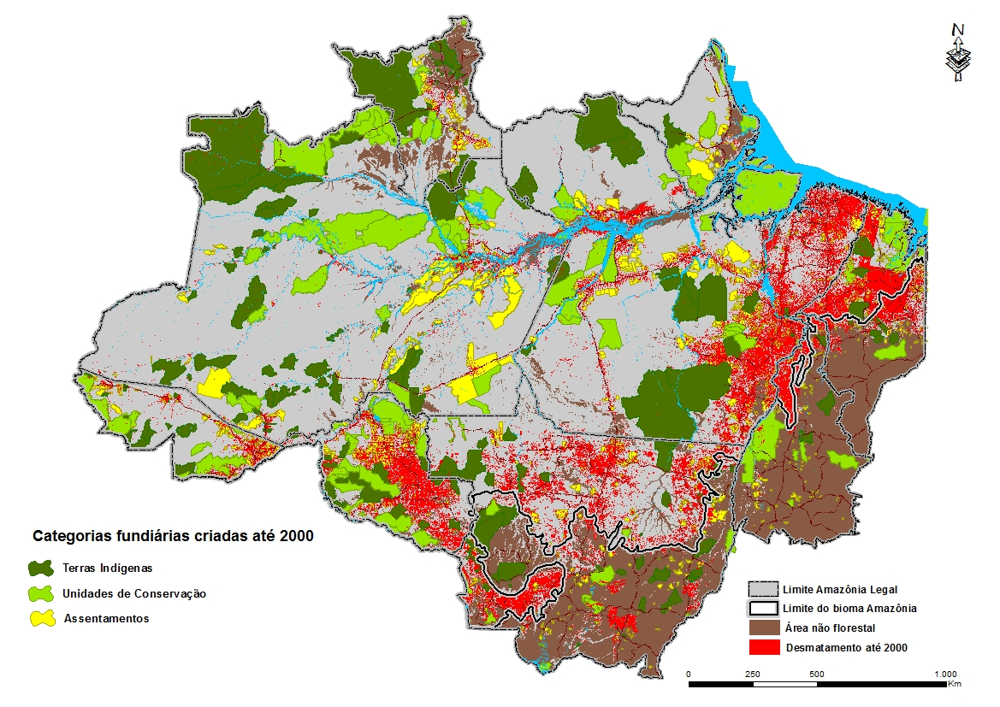 N
Categorias fundiárias criadas até 2000
Terras Indígenas
Unidades de Conservação
Assentamentos
Limite Amazônia Legal
Limite do bioma Amazônia
Área não florestal
Desmatamento até 2000
0 250 500 1.000
Km